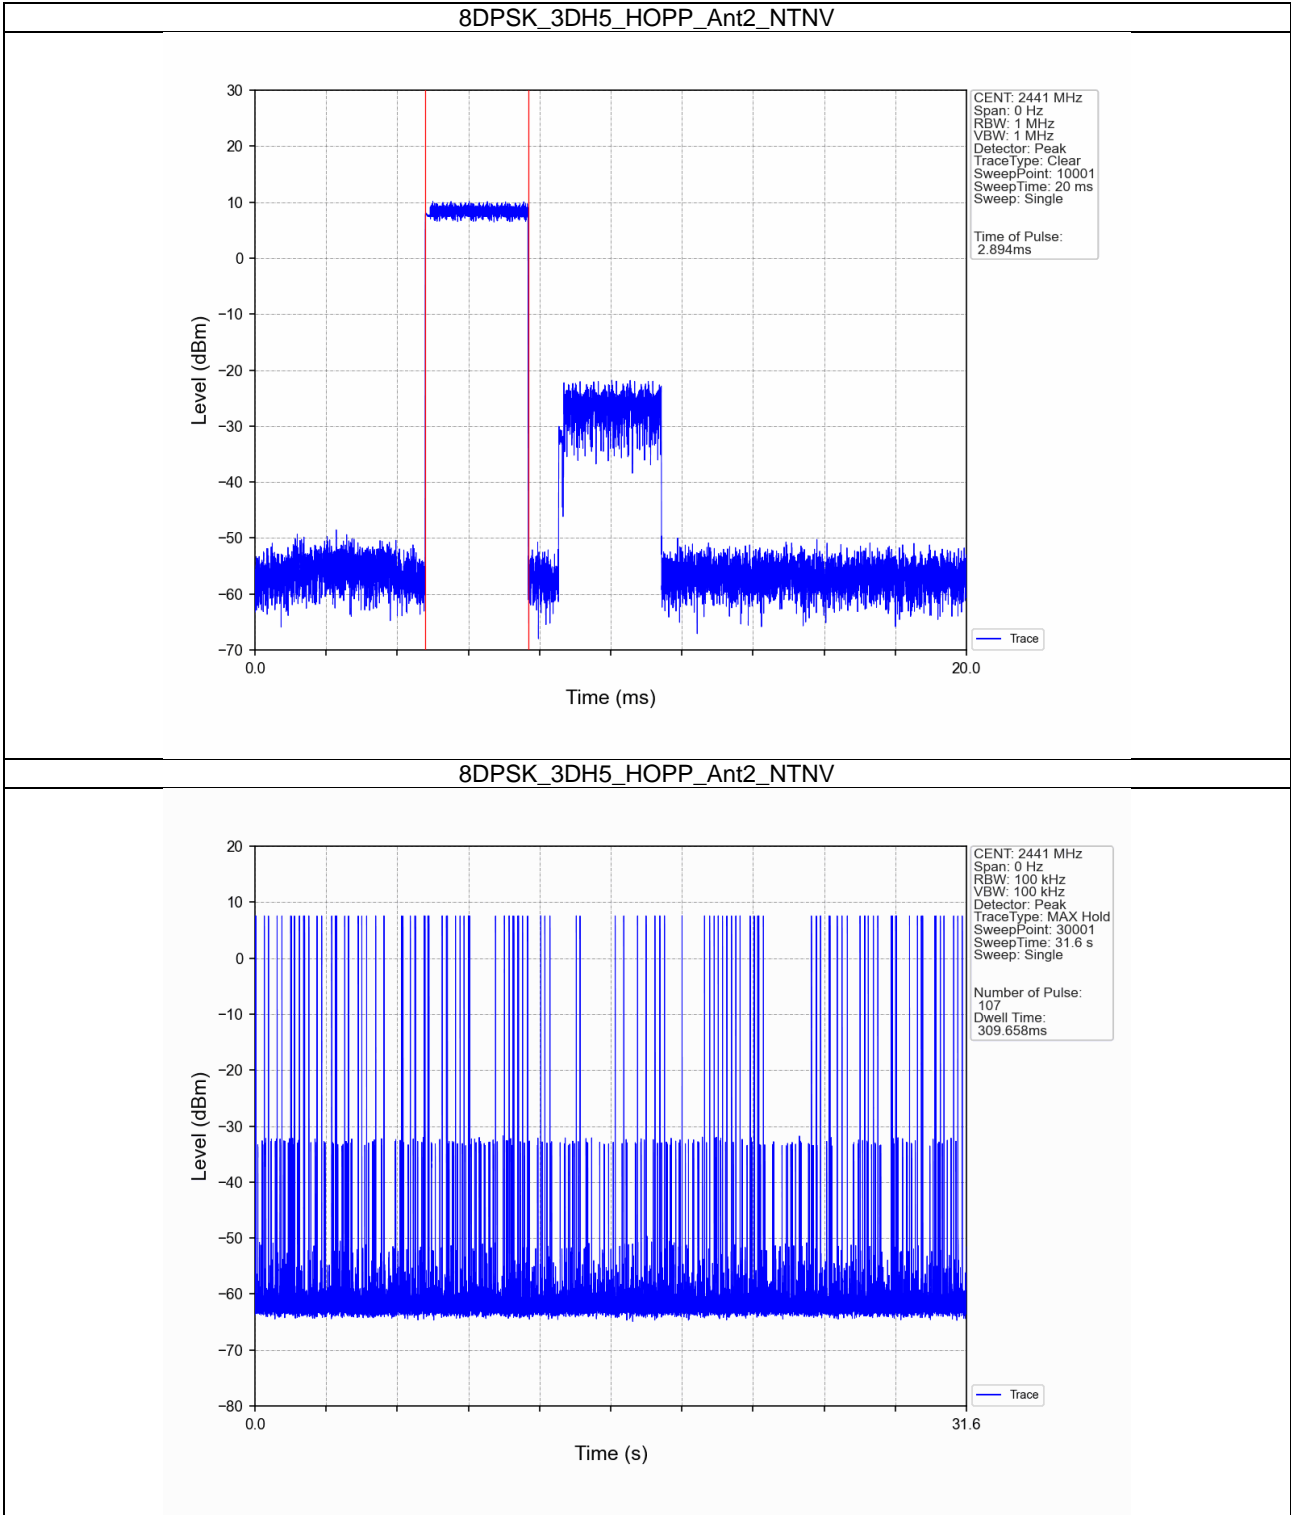 8DPSK_3DH5_HOPP_Ant2_NTNV
30
20
10
0
−10
−20
−30
−40
−50
−60
−70
Level (dBm)
0.0
20.0
Time (ms)
CENT: 2441 MHz
Span: 0 Hz
RBW: 1 MHz
VBW: 1 MHz
Detector: Peak
TraceType: Clear
SweepPoint: 10001
SweepTime: 20 ms
Sweep: Single
Time of Pulse:
2.894ms
Trace
8DPSK_3DH5_HOPP_Ant2_NTNV
20
10
0
−10
−20
−30
−40
−50
−60
−70
−80
Level (dBm)
0.0
31.6
Time (s)
CENT: 2441 MHz
Span: 0 Hz
RBW: 100 kHz
VBW: 100 kHz
Detector: Peak
TraceType: MAX Hold
SweepPoint: 30001
SweepTime: 31.6 s
Sweep: Single
Number of Pulse:
107
Dwell Time:
309.658ms
Trace